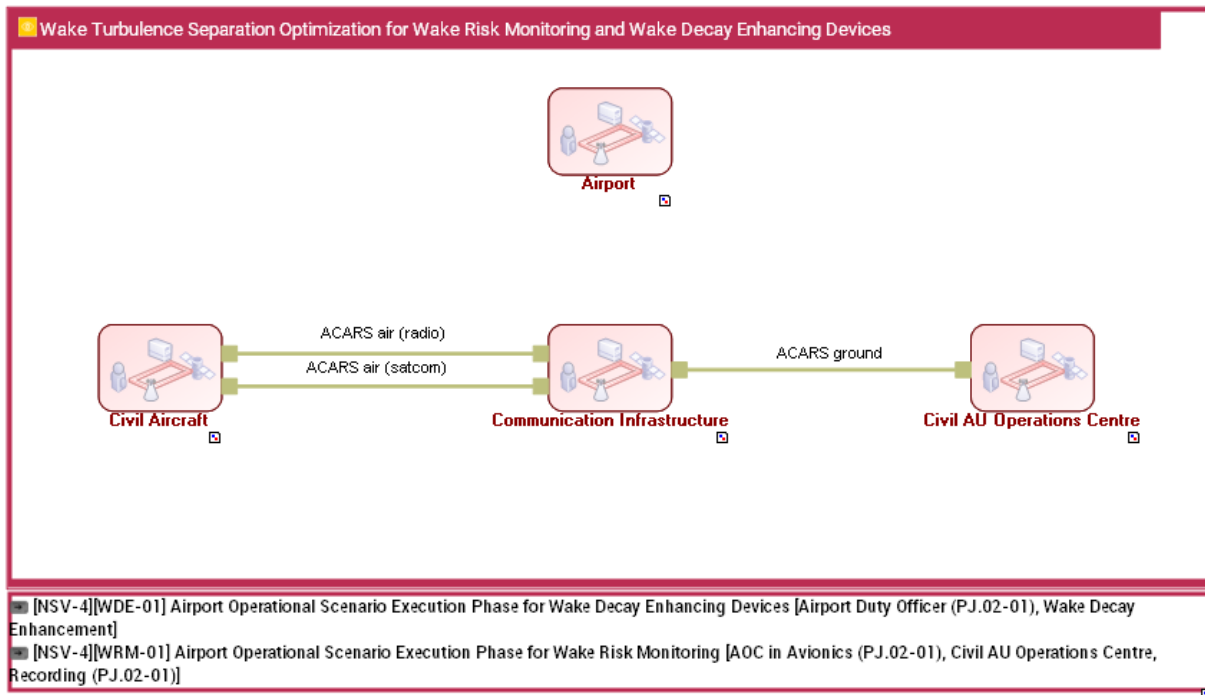 Wake Turbulence Separation Optimization for Wake Risk Monitoring and Wake Decay Enhancing Devices
Airport
ACARS air (radio)
ACARS air (satcom)
ACARS ground
Civil Aircraft
Communication Infrastructure
Civil AU Operations Centre
[NSV-4][WDE-01] Airport Operational Scenario Execution Phase for Wake Decay Enhancing Devices [Airport Duty Officer (PJ.02-01), Wake Decay
Enhancement]
[NSV-4][WRM-01] Airport Operational Scenario Execution Phase for Wake Risk Monitoring [AOC in Avionics (PJ.02-01), Civil AU Operations Centre,
Recording (PJ.02-01)]